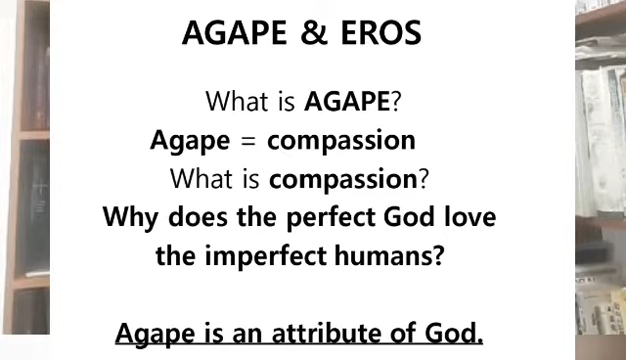 AGAPE & EROS
What is AGAPE?
Agape = compassion
What is compassion?
Why does the perfect God love
the imperfect humans?
Agape is an attribute of God.